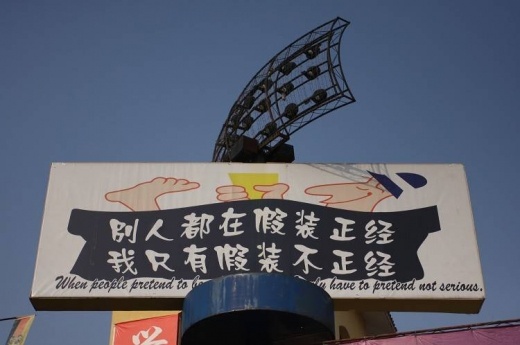 别人都在假装正经
我只有假装不正经
When people pretend to have to pretend not serious.